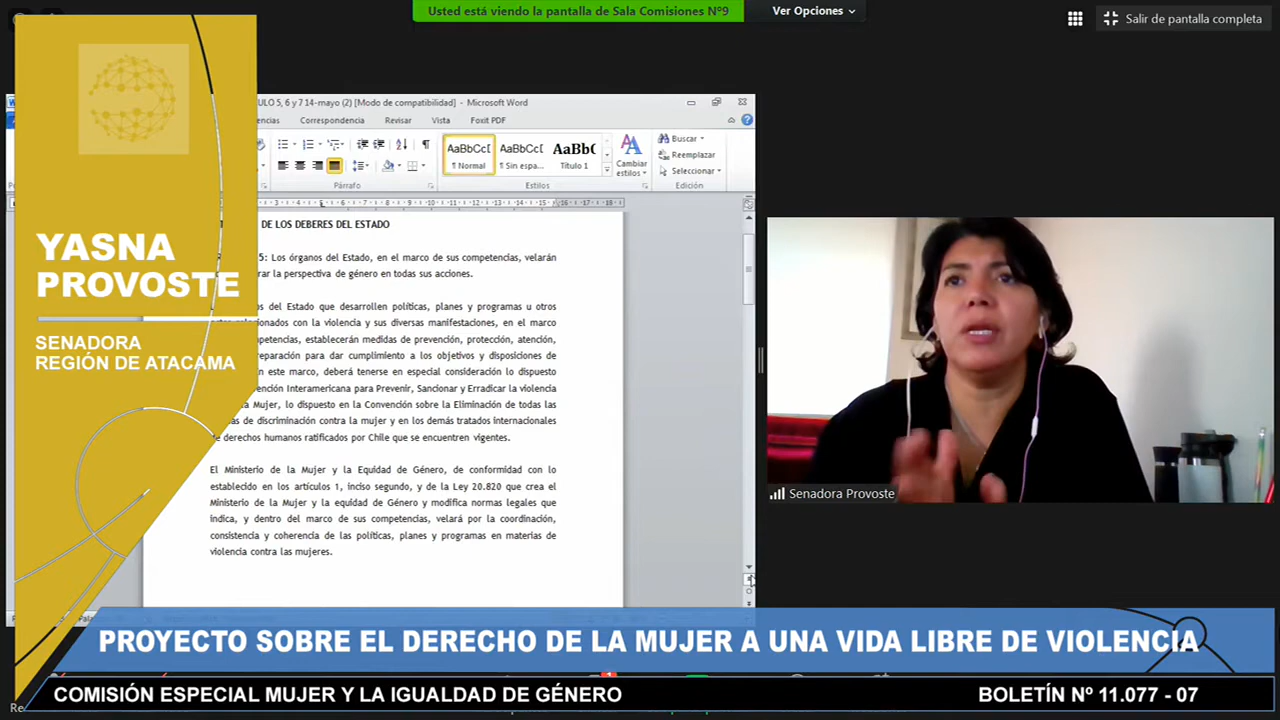 Usted está viendo la pantalla de Sala Comisiones Nº9
Ver Opciones
Salir de pantalla completa
YASNA
PROVOSTE
SENADORA
REGIÓN DE ATACAMA
5, 6 y 7 14-mayo (2) [Modo de compatibilidad] - Microsoft Word
Correspondencia
Revisar
Vista
Foxit PDF
AaBbCcD
AaBbCcD
AaBbC
¶ Normal
¶ Sin espa...
Título 1
Cambiar
estilos
Buscar
Reemplazar
Seleccionar
Párrafo
Estilos
Edición
DE LOS DEBERES DEL ESTADO
5: Los órganos del Estado, en el marco de sus competencias, velarán
la perspectiva de género en todas sus acciones.
del Estado que desarrollen políticas, planes y programas u otros
con la violencia y sus diversas manifestaciones, en el marco
establecerán medidas de prevención, protección, atención,
para dar cumplimiento a los objetivos y disposiciones de
este marco, deberá tenerse en especial consideración lo dispuesto
Interamericana para Prevenir, Sancionar y Erradicar la violencia
Mujer, lo dispuesto en la Convención sobre la Eliminación de todas las
de discriminación contra la mujer y en los demás tratados internacionales
derechos humanos ratificados por Chile que se encuentren vigentes.
El Ministerio de la Mujer y la Equidad de Género, de conformidad con lo
establecido en los artículos 1, inciso segundo, y de la Ley 20.820 que crea el
Ministerio de la Mujer y la equidad de Género y modifica normas legales que
indica, y dentro del marco de sus competencias, velará por la coordinación,
consistencia y coherencia de las políticas, planes y programas en materias de
violencia contra las mujeres.
Senadora Provoste
PROYECTO SOBRE EL DERECHO DE LA MUJER A UNA VIDA LIBRE DE VIOLENCIA
COMISIÓN ESPECIAL MUJER Y LA IGUALDAD DE GÉNERO
BOLETÍN Nº 11.077 - 07